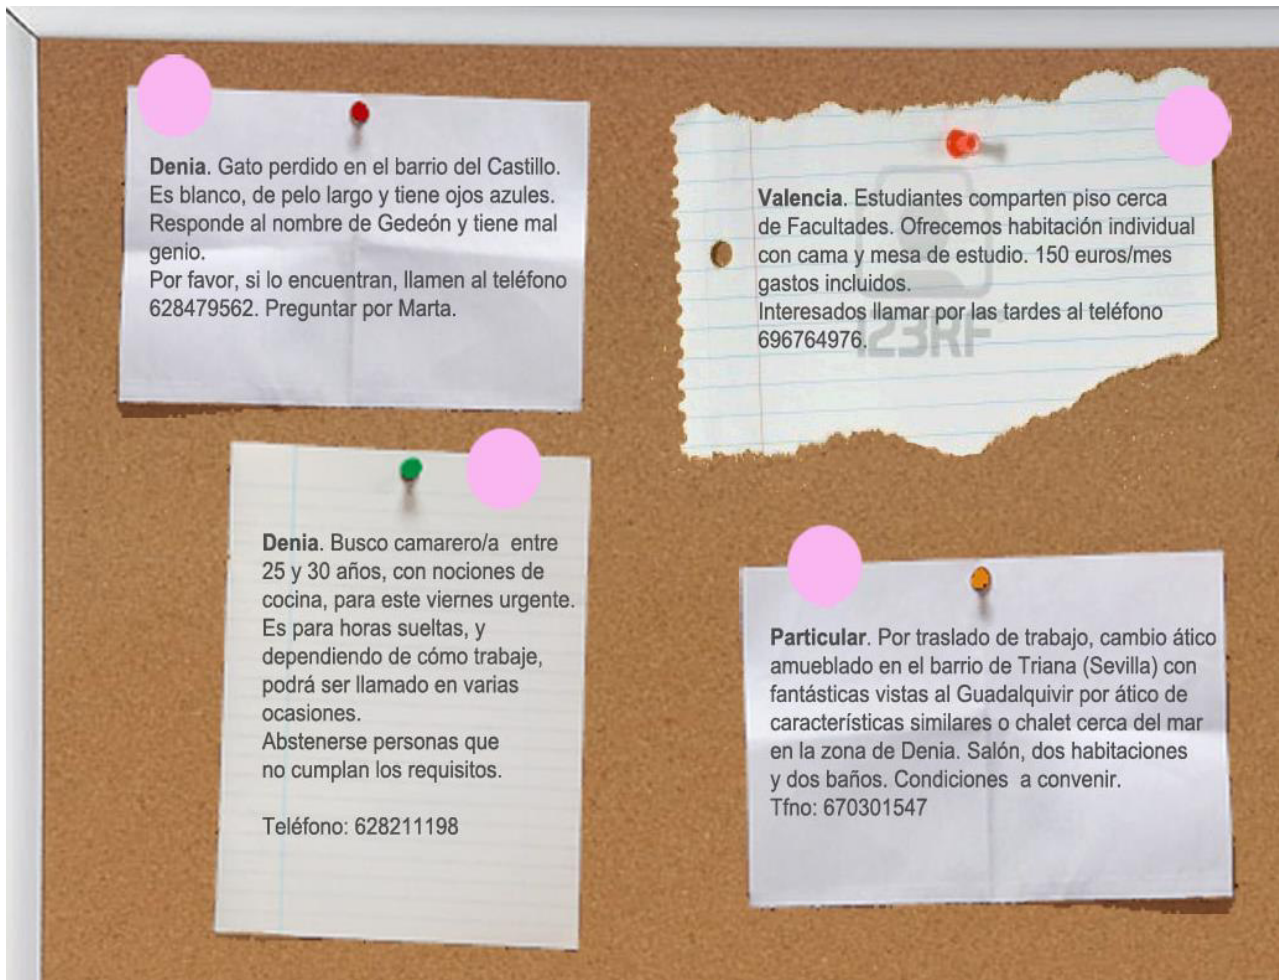 Denia. Gato perdido en el barrio del Castillo.
Es blanco, de pelo largo y tiene ojos azules.
Responde al nombre de Gedeón y tiene mal
genio.
Por favor, si lo encuentran, llamen al teléfono
628479562. Preguntar por Marta.
Valencia. Estudiantes comparten piso cerca
de Facultades. Ofrecemos habitación individual
con cama y mesa de estudio. 150 euros/mes
gastos incluidos.
Interesados llamar por las tardes al teléfono
696764976.
123RF
Denia. Busco camarero/a entre
25 y 30 años, con nociones de
cocina, para este viernes urgente.
Es para horas sueltas, y
dependiendo de cómo trabaje,
podrá ser llamado en varias
ocasiones.
Abstenerse personas que
no cumplan los requisitos.
Teléfono: 628211198
Particular. Por traslado de trabajo, cambio ático
amueblado en el barrio de Triana (Sevilla) con
fantásticas vistas al Guadalquivir por ático de
características similares o chalet cerca del mar
en la zona de Denia. Salón, dos habitaciones
y dos baños. Condiciones a convenir.
Tfno: 670301547